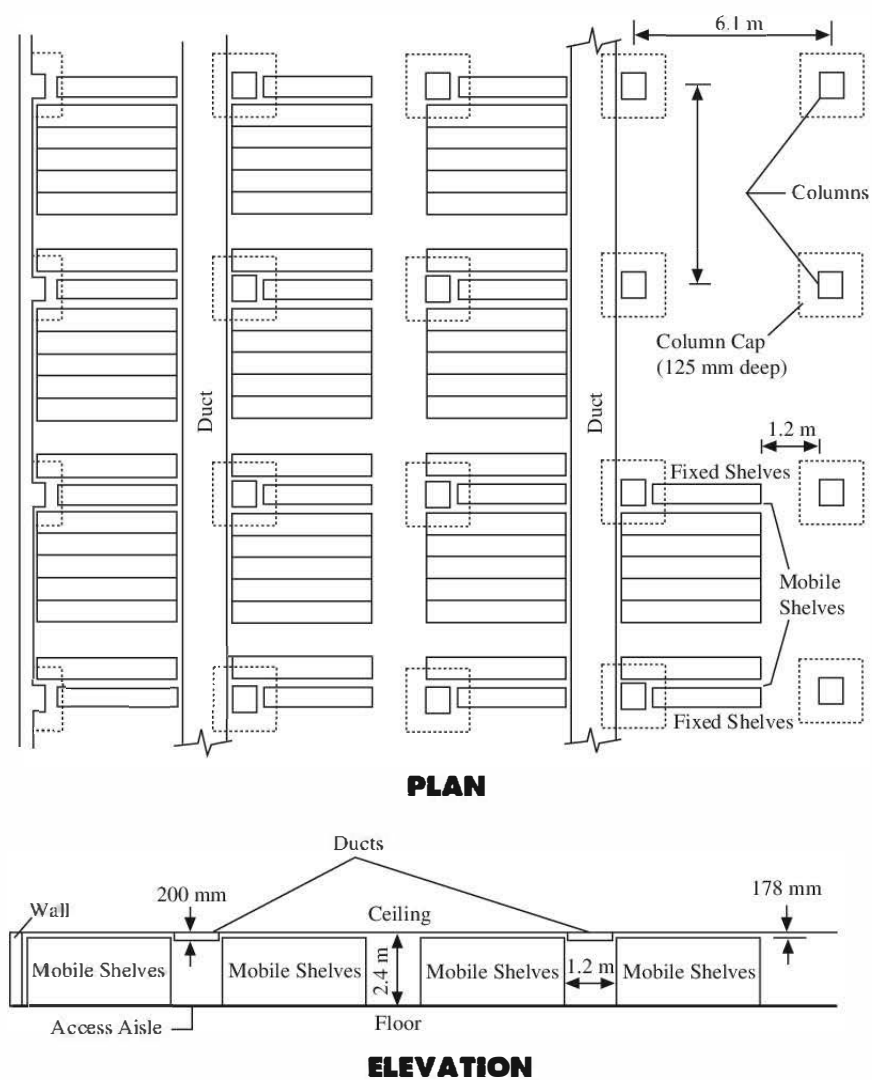 6.1 m
Columns
Column Cap
(125 mm deep)
Duct
Duct
1.2 m
Fixed Shelves
Mobile
Shelves
Fixed Shelves
PLAN
Ducts
200 mm
178 mm
Wall
Ceiling
Mobile Shelves
Mobile Shelves
2.4 m
Mobile Shelves
1.2 m
Mobile Shelves
Access Aisle
Floor
ELEVATION